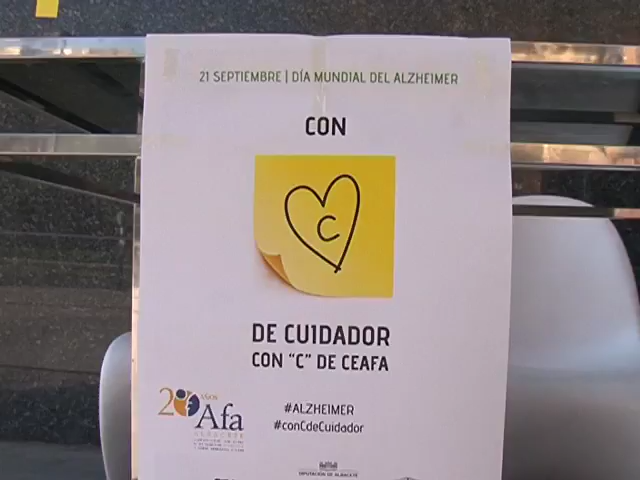 21 SEPTIEMBRE | DÍA MUNDIAL DEL ALZHEIMER
CON
C
DE CUIDADOR
CON "C" DE CEAFA
20 AÑOS
Afa
ALBACETE
#ALZHEIMER
#conCdeCuidador
DIPUTACIÓN DE ALBACETE